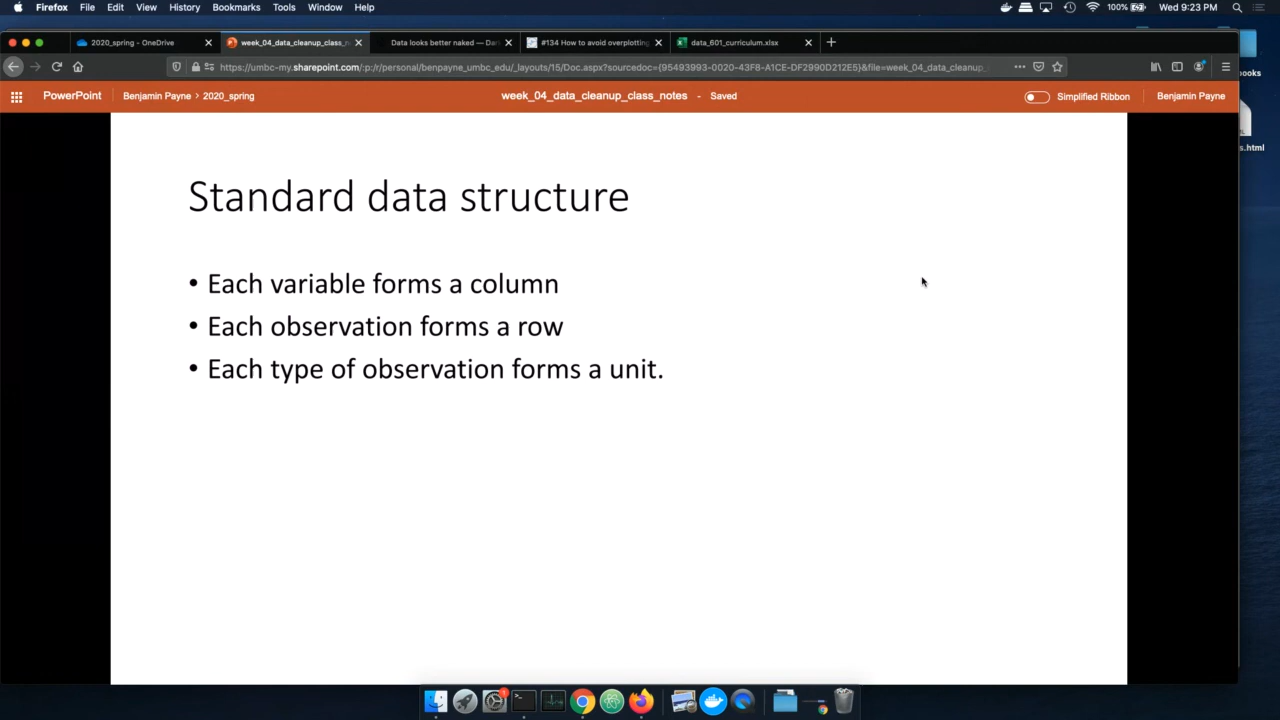 Firefox File Edit View History Bookmarks Tools Window Help 100% Wed 9:23 PM
2020_spring - OneDrive week_04_data_cleanup_class_n Data looks better naked — Dar #134 How to avoid overplotting data_601_curriculum.xlsx
https://umbc-my.sharepoint.com/:p:/r/personal/benpayne_umbc_edu/_layouts/15/Doc.aspx?sourcedoc={95493993-0020-43F8-A1CE-DF2990D212E5}&file=week_04_data_cleanup_
ooks
PowerPoint Benjamin Payne > 2020_spring week_04_data_cleanup_class_notes - Saved Simplified Ribbon Benjamin Payne
s.html
Standard data structure
• Each variable forms a column
• Each observation forms a row
• Each type of observation forms a unit.